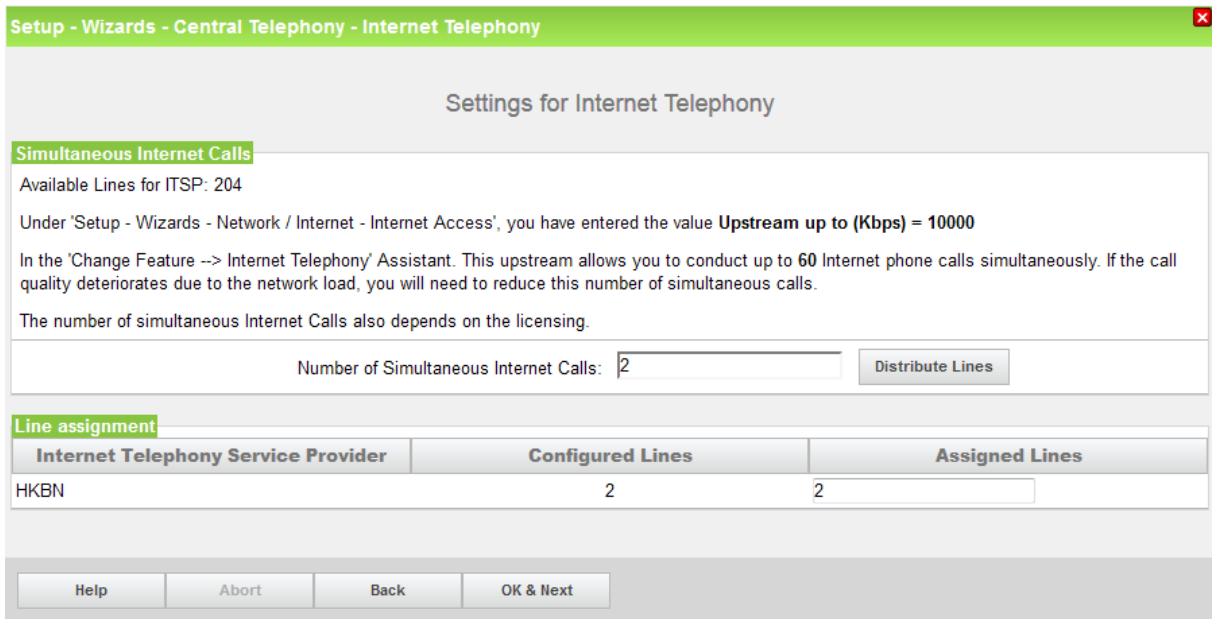 Setup - Wizards - Central Telephony - Internet Telephony
Settings for Internet Telephony
Simultaneous Internet Calls
Available Lines for ITSP: 204
Under 'Setup - Wizards - Network / Internet - Internet Access', you have entered the value Upstream up to (Kbps) = 10000
In the 'Change Feature --> Internet Telephony' Assistant. This upstream allows you to conduct up to 60 Internet phone calls simultaneously. If the call
quality deteriorates due to the network load, you will need to reduce this number of simultaneous calls.
The number of simultaneous Internet Calls also depends on the licensing.
Number of Simultaneous Internet Calls: 2 Distribute Lines
Line assignment
Internet Telephony Service Provider Configured Lines Assigned Lines
HKBN 2 2
Help Abort Back OK & Next